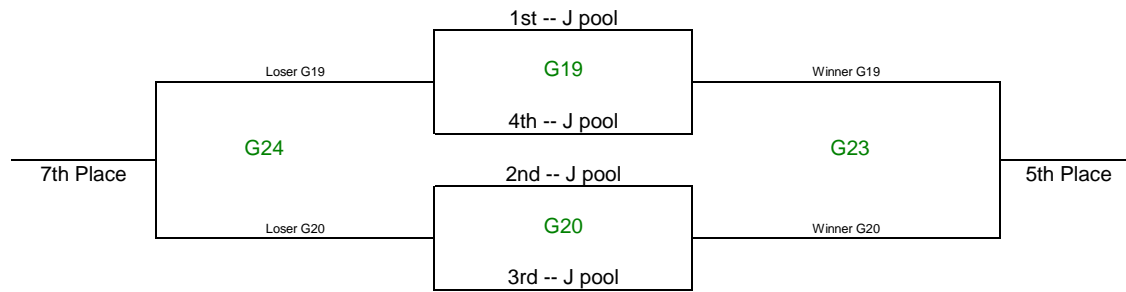 1st -- J pool
Loser G19
G19
Winner G19
4th -- J pool
G24
G23
7th Place
2nd -- J pool
5th Place
Loser G20
G20
Winner G20
3rd -- J pool